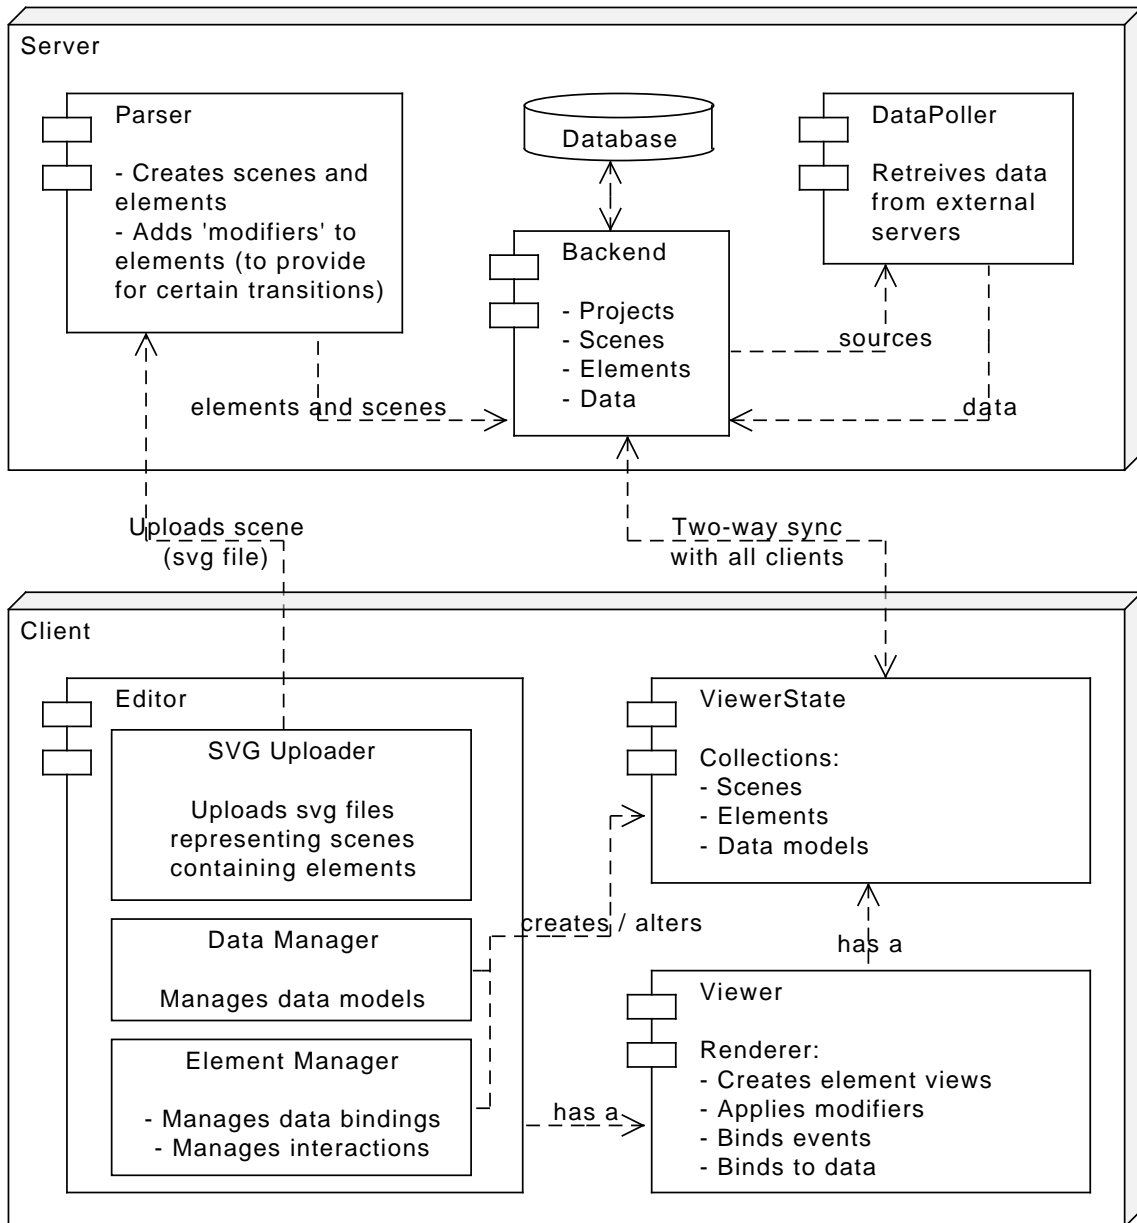 Server
Parser
- Creates scenes and
elements
- Adds 'modifiers' to
elements (to provide
for certain transitions)
Database
DataPoller
Retreives data
from external
servers
Backend
- Projects
- Scenes
- Elements
- Data
sources
elements and scenes
data
Uploads scene
(svg file)
Two-way sync
with all clients
Client
Editor
SVG Uploader
Uploads svg files
representing scenes
containing elements
Data Manager
Manages data models
Element Manager
- Manages data bindings
- Manages interactions
creates / alters
has a
ViewerState
Collections:
- Scenes
- Elements
- Data models
has a
Viewer
Renderer:
- Creates element views
- Applies modifiers
- Binds events
- Binds to data